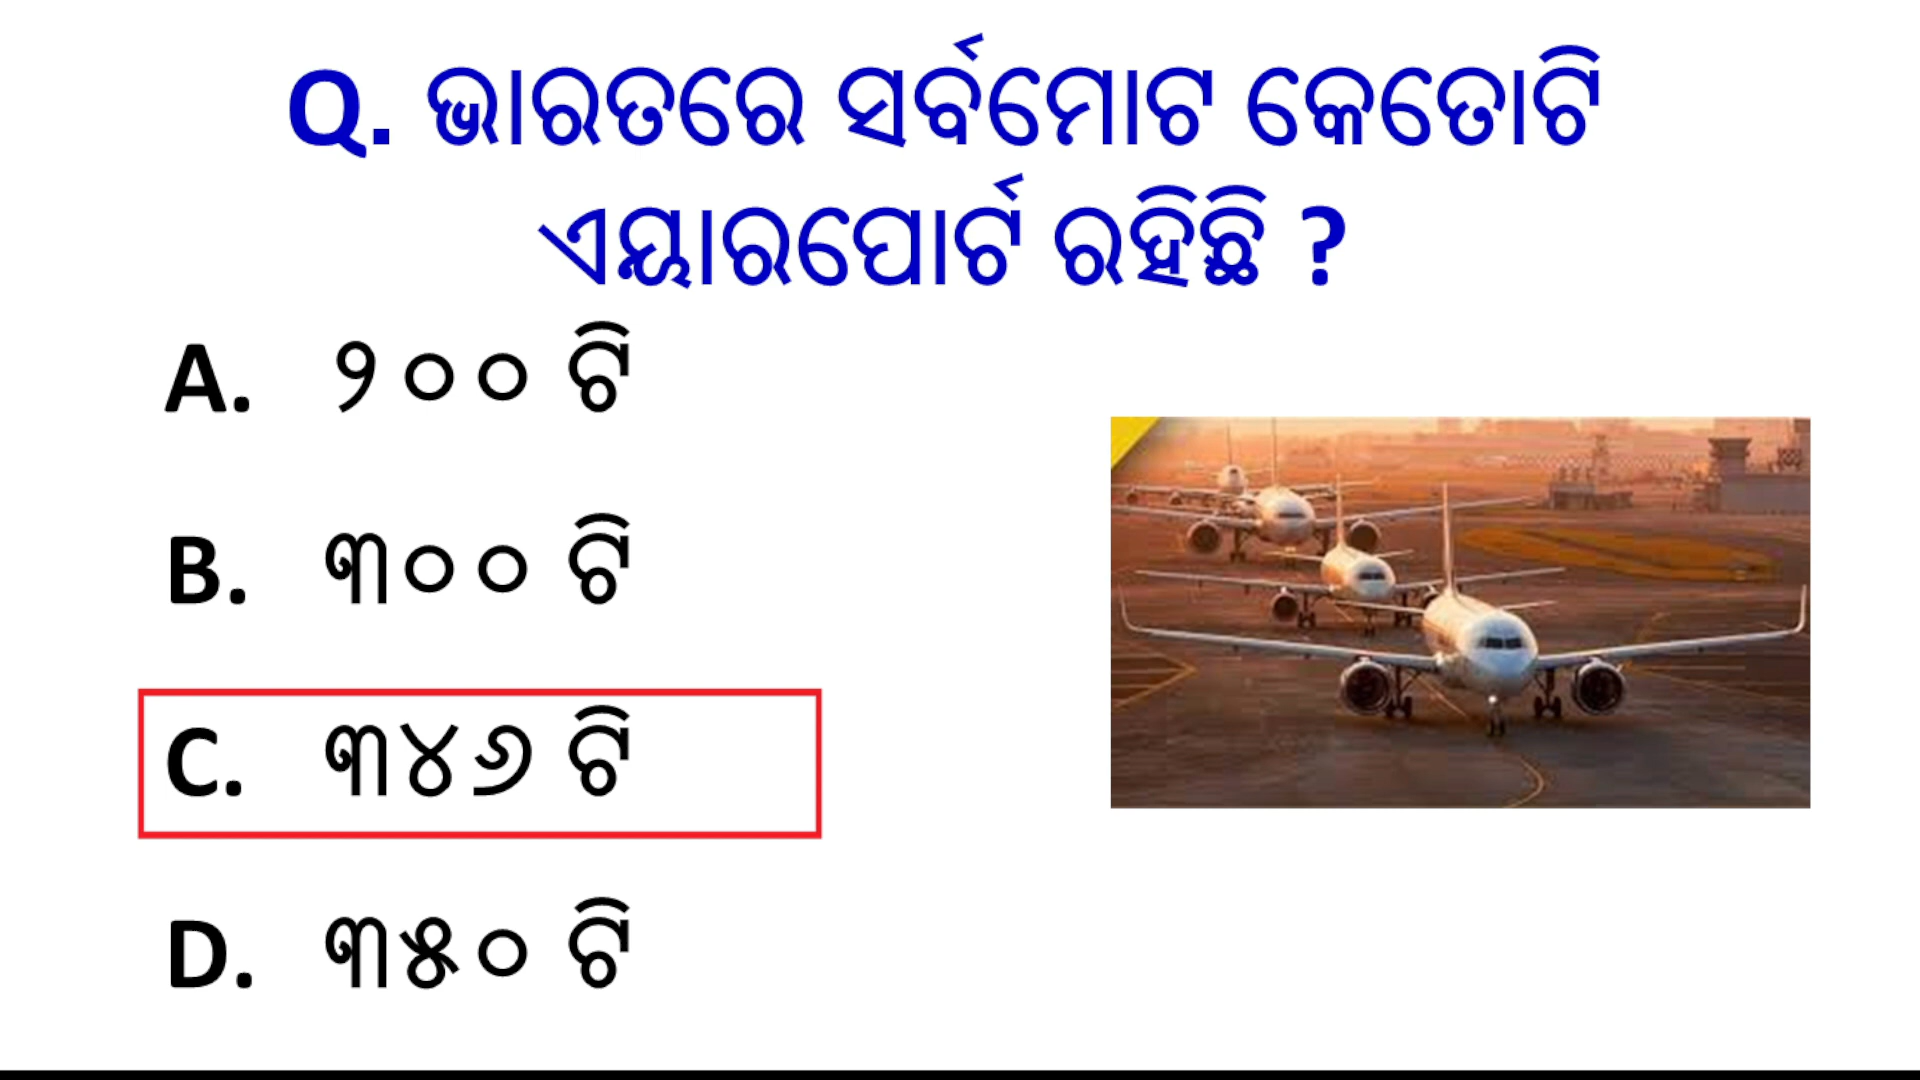 Q. ଭାରତରେ ସର୍ବମୋଟ କେତୋଟି
ଏୟାରପୋର୍ଟ ରହିଛି ?
A. ୨୦୦ ଟି
B. ୩୦୦ ଟି
C. ୩୪୬ ଟି
D. ୩୫୦ ଟି